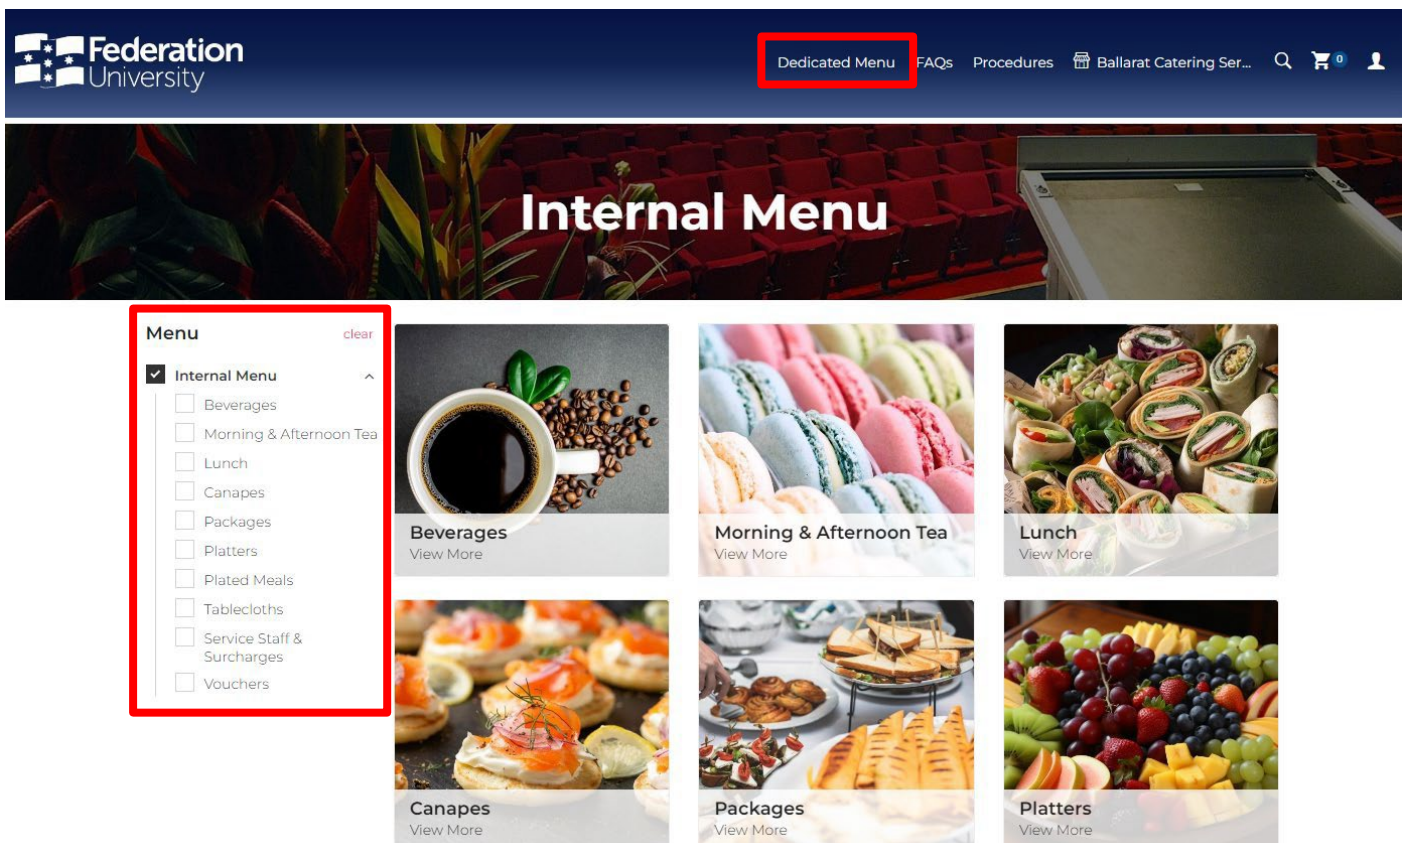 Federation
University
Dedicated Menu FAQs Procedures Ballarat Catering Ser... 0
Internal Menu
Menu clear
Internal Menu
Beverages
Morning & Afternoon Tea
Lunch
Canapes
Packages
Platters
Plated Meals
Tablecloths
Service Staff &
Surcharges
Vouchers
Beverages
View More
Morning & Afternoon Tea
View More
Lunch
View More
Canapes
View More
Packages
View More
Platters
View More